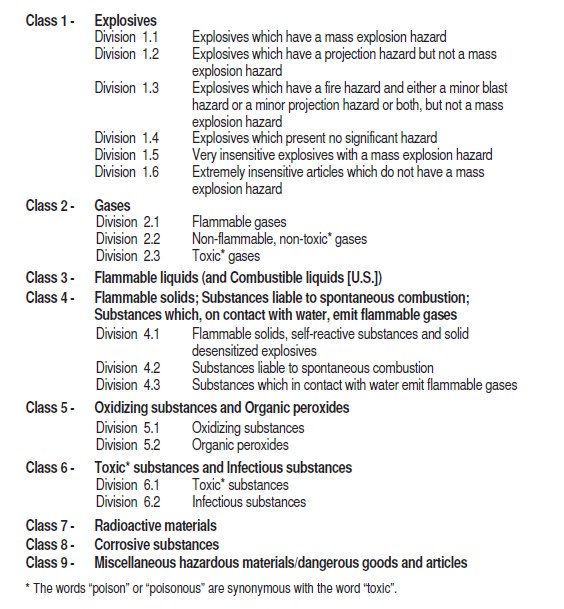 Class 1 - Explosives
Division 1.1 Explosives which have a mass explosion hazard
Division 1.2 Explosives which have a projection hazard but not a mass
explosion hazard
Division 1.3 Explosives which have a fire hazard and either a minor blast
hazard or a minor projection hazard or both, but not a mass
explosion hazard
Division 1.4 Explosives which present no significant hazard
Division 1.5 Very insensitive explosives with a mass explosion hazard
Division 1.6 Extremely insensitive articles which do not have a mass
explosion hazard
Class 2 - Gases
Division 2.1 Flammable gases
Division 2.2 Non-flammable, non-toxic* gases
Division 2.3 Toxic* gases
Class 3 - Flammable liquids (and Combustible liquids [U.S.])
Class 4 - Flammable solids; Substances liable to spontaneous combustion;
Substances which, on contact with water, emit flammable gases
Division 4.1 Flammable solids, self-reactive substances and solid
desensitized explosives
Division 4.2 Substances liable to spontaneous combustion
Division 4.3 Substances which in contact with water emit flammable gases
Class 5 - Oxidizing substances and Organic peroxides
Division 5.1 Oxidizing substances
Division 5.2 Organic peroxides
Class 6 - Toxic* substances and Infectious substances
Division 6.1 Toxic* substances
Division 6.2 Infectious substances
Class 7 - Radioactive materials
Class 8 - Corrosive substances
Class 9 - Miscellaneous hazardous materials/dangerous goods and articles
* The words “poison” or “poisonous” are synonymous with the word “toxic”.